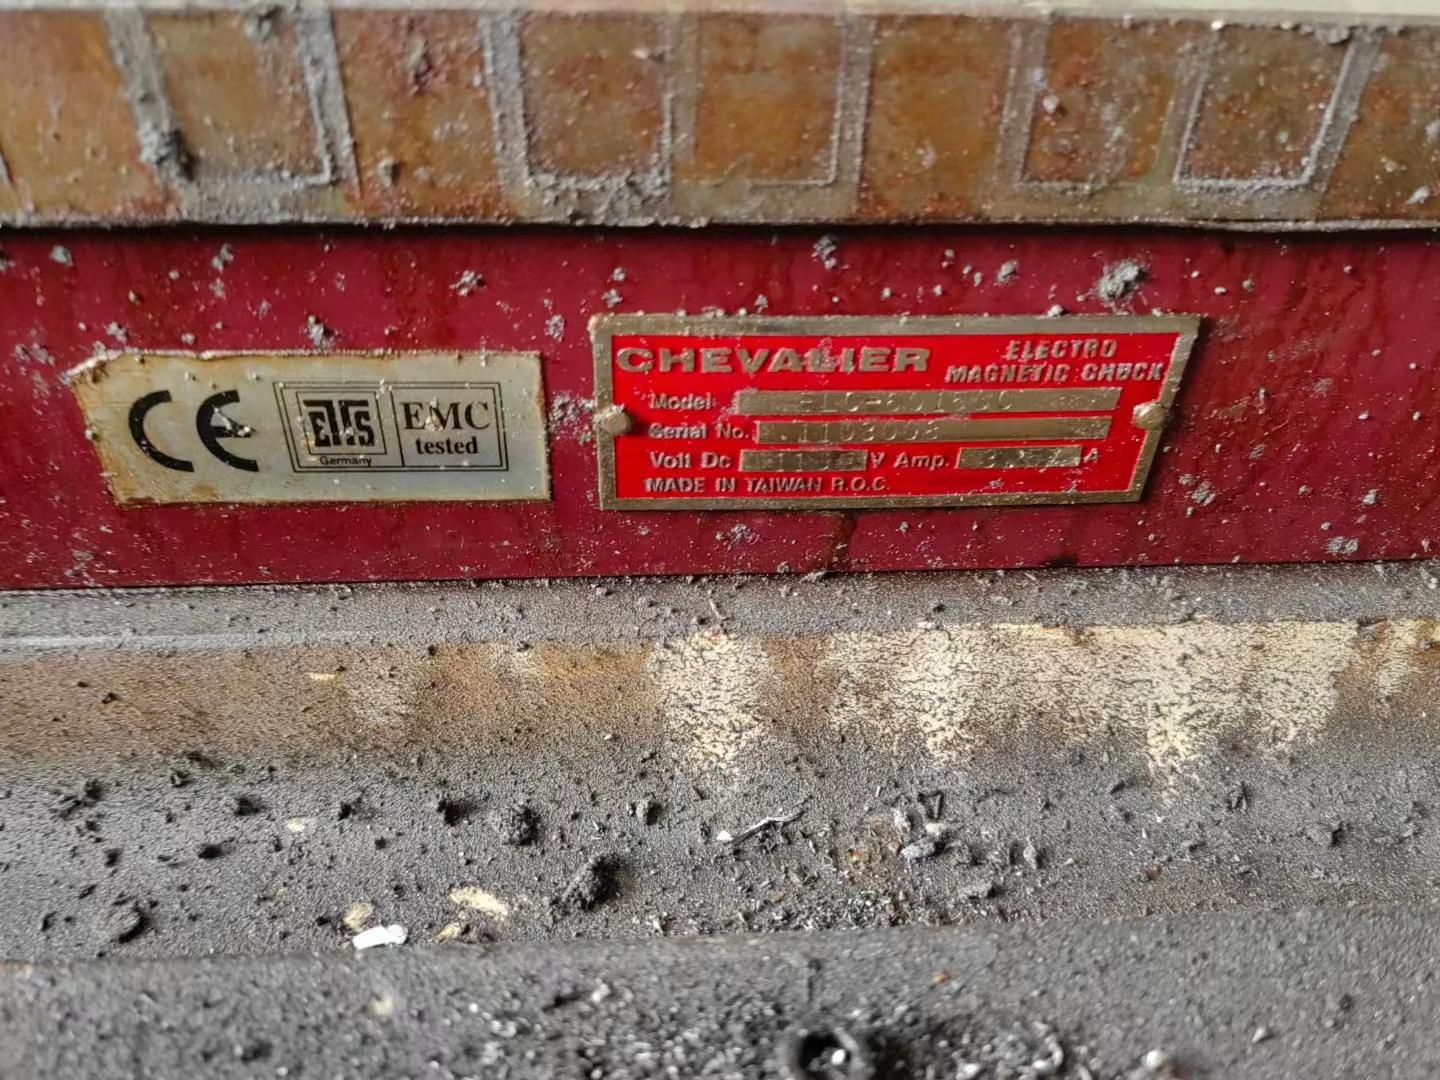 CE
ETS
Germany
EMC
tested
CHEVALIER
ELECTRO
MAGNETIC CHUCK
Model
Serial No.
Volt Dc V Amp. A
MADE IN TAIWAN R.O.C.